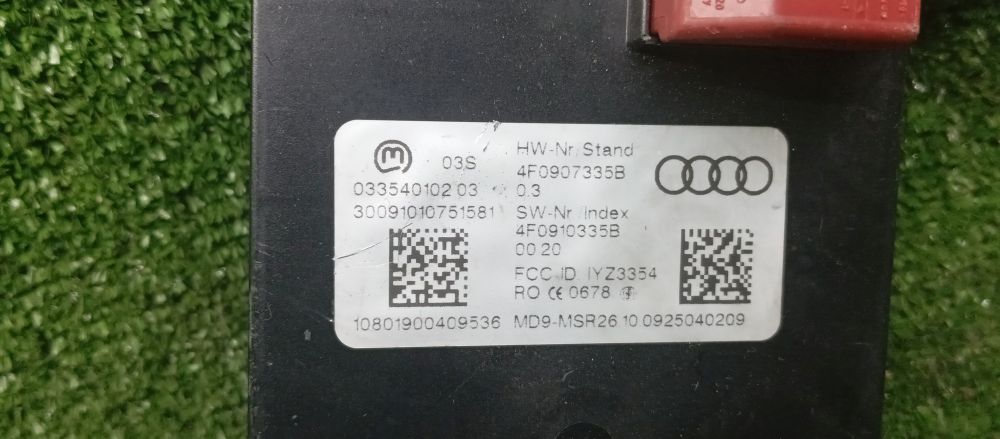 03S
033540102 03
30091010751581
HW-Nr. Stand
4F0907335B
0.3
SW-Nr. Index
4F0910335B
00 20
FCC ID IYZ3354
RO CE 0678
10801900409536 MD9-MSR26 10 0925040209